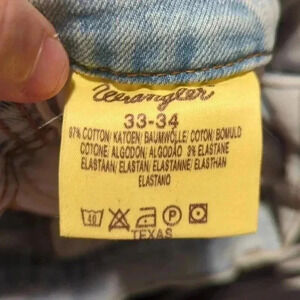 Wrangler
33-34
97% COTTON/ KATOEN/ BAUMWOLLE/ COTON/ BOMULD
COTONE/ ALGODON/ ALGODÃO 3% ELASTANE
ELASTAAN/ ELASTAN/ ELASTANNE/ ELASTHAN
ELASTANO
40 P
TEXAS